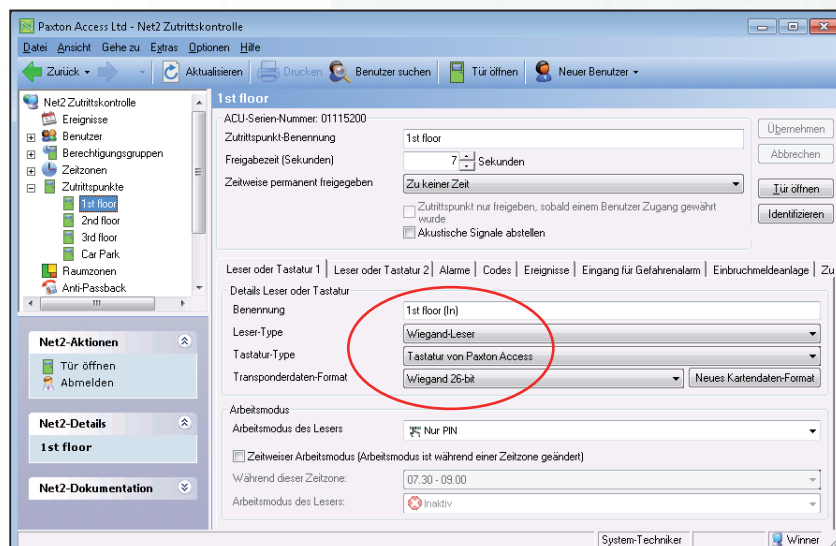 Paxton Access Ltd - Net2 Zutrittskontrolle
Datei Ansicht Gehe zu Extras Optionen Hilfe
Zurück Aktualisieren Drucken Benutzer suchen Tür öffnen Neuer Benutzer
Net2 Zutrittskontrolle
Ereignisse
Benutzer
Berechtigungsgruppen
Zeitzonen
Zutrittspunkte
1st floor
2nd floor
3rd floor
Car Park
Raumzonen
Anti-Passback
Net2-Aktionen
Tür öffnen
Abmelden
Net2-Details
1st floor
Net2-Dokumentation
1st floor
ACU-Serien-Nummer: 01115200
Zutrittspunkt-Benennung 1st floor
Freigabezeit (Sekunden) 7 Sekunden
Zeitweise permanent freigegeben Zu keiner Zeit
Zutrittspunkt nur freigeben, sobald einem Benutzer Zugang gewährt
wurde
Akustische Signale abstellen
Übernehmen
Abbrechen
Tür öffnen
Identifizieren
Leser oder Tastatur 1 Leser oder Tastatur 2 Alarme Codes Ereignisse Eingang für Gefahrenalarm Einbruchmeldeanlage Zu
Details Leser oder Tastatur
Benennung 1st floor (In)
Leser-Type Wiegand-Leser
Tastatur-Type Tastatur von Paxton Access
Transponderdaten-Format Wiegand 26-bit Neues Kartendaten-Format
Arbeitsmodus
Arbeitsmodus des Lesers Nur PIN
Zeitweiser Arbeitsmodus (Arbeitsmodus ist während einer Zeitzone geändert)
Während dieser Zeitzone: 07.30 - 09.00
Arbeitsmodus des Lesers: Inaktiv
System-Techniker Winner